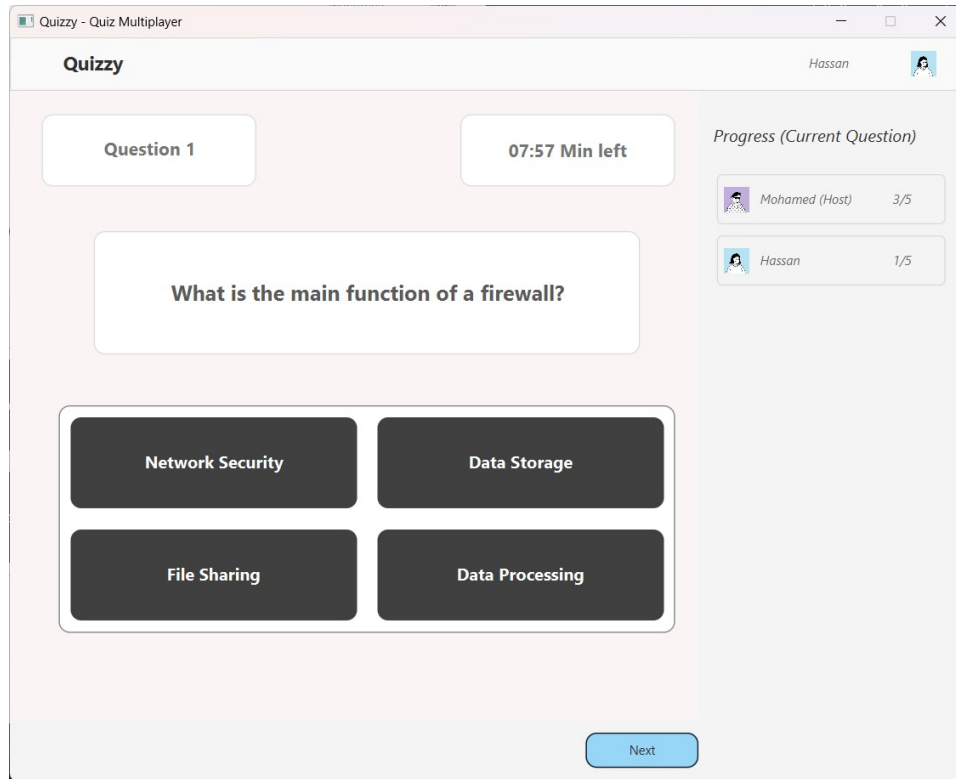 Quizzy - Quiz Multiplayer
Quizzy
Hassan
Question 1
07:57 Min left
What is the main function of a firewall?
Network Security
Data Storage
File Sharing
Data Processing
Next
Progress (Current Question)
Mohamed (Host) 3/5
Hassan 1/5